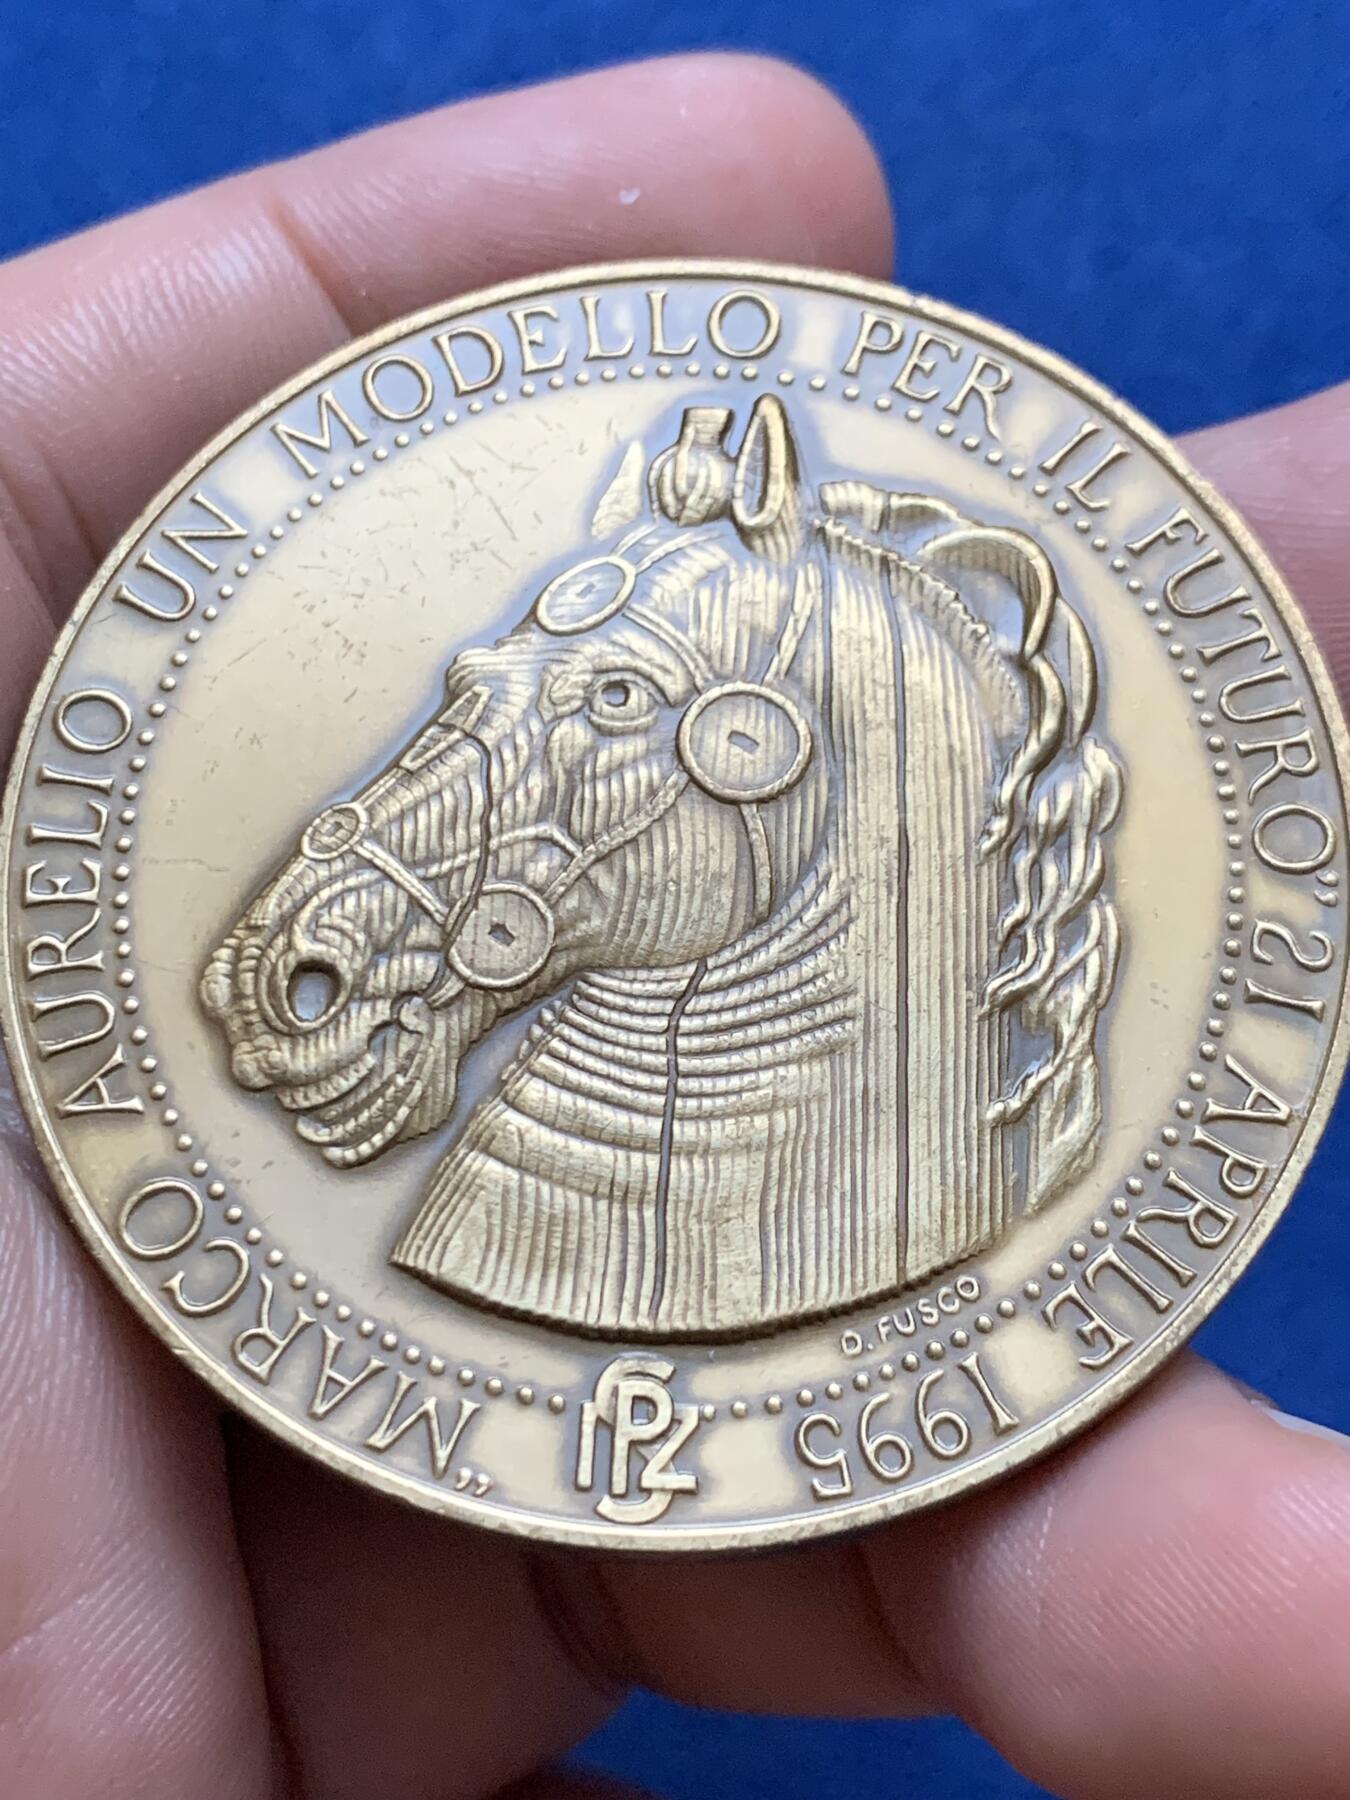 "MARCO AURELIO UN MODELLO PER IL FUTURO" 21 APRILE 1995
D. FUSCO
IPZS